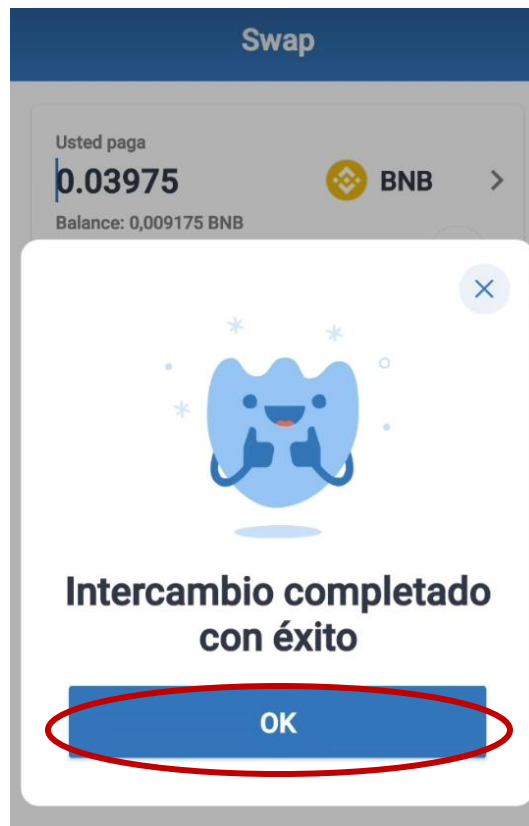 Swap
Usted paga
0.03975 BNB
Balance: 0,009175 BNB
Intercambio completado
con éxito
OK